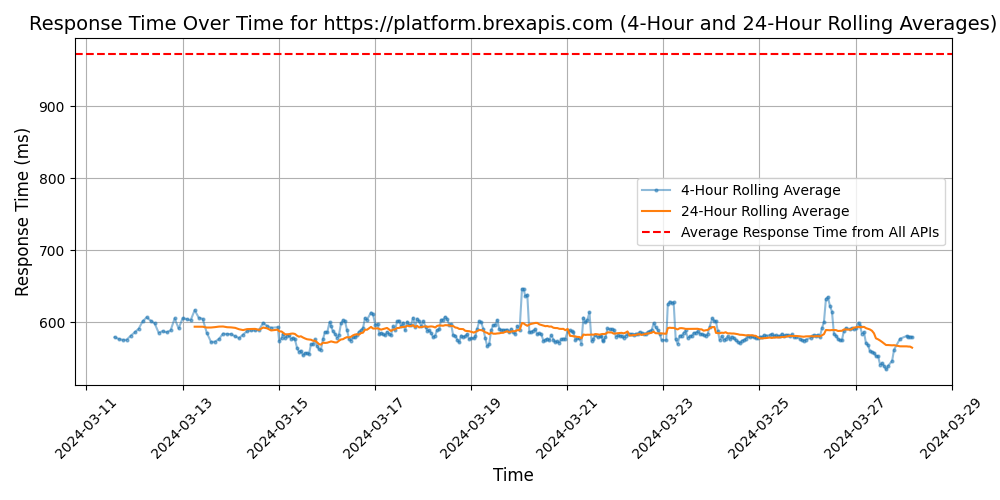 Response Time Over Time for https://platform.brexapis.com (4-Hour and 24-Hour Rolling Averages)
Response Time (ms)
900
800
700
600
4-Hour Rolling Average
24-Hour Rolling Average
Average Response Time from All APIs
2024-03-11
2024-03-13
2024-03-15
2024-03-17
2024-03-19
2024-03-21
2024-03-23
2024-03-25
2024-03-27
2024-03-29
Time